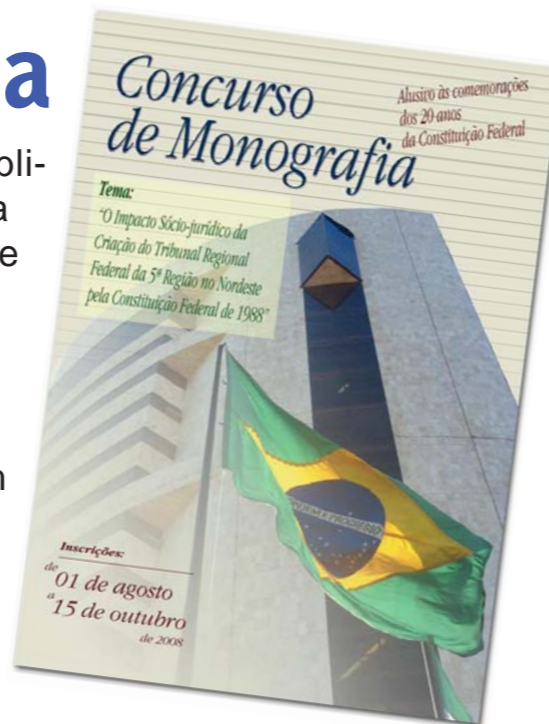 a
oli-
a
e
n
Concurso
de Monografia
Alusivo às comemorações
dos 20 anos
da Constituição Federal
Tema:
"O Impacto Sócio-jurídico da
Criação do Tribunal Regional
Federal da 5ª Região no Nordeste
pela Constituição Federal de 1988"
ORDEM E PROGRESSO
Inscrições:
de
01 de agosto
a
15 de outubro
de 2008